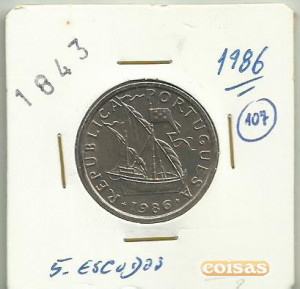 1843
1986
107
REPUBLICA PORTUGUESA
• 1986 •
5. ESCUDOS
coisas